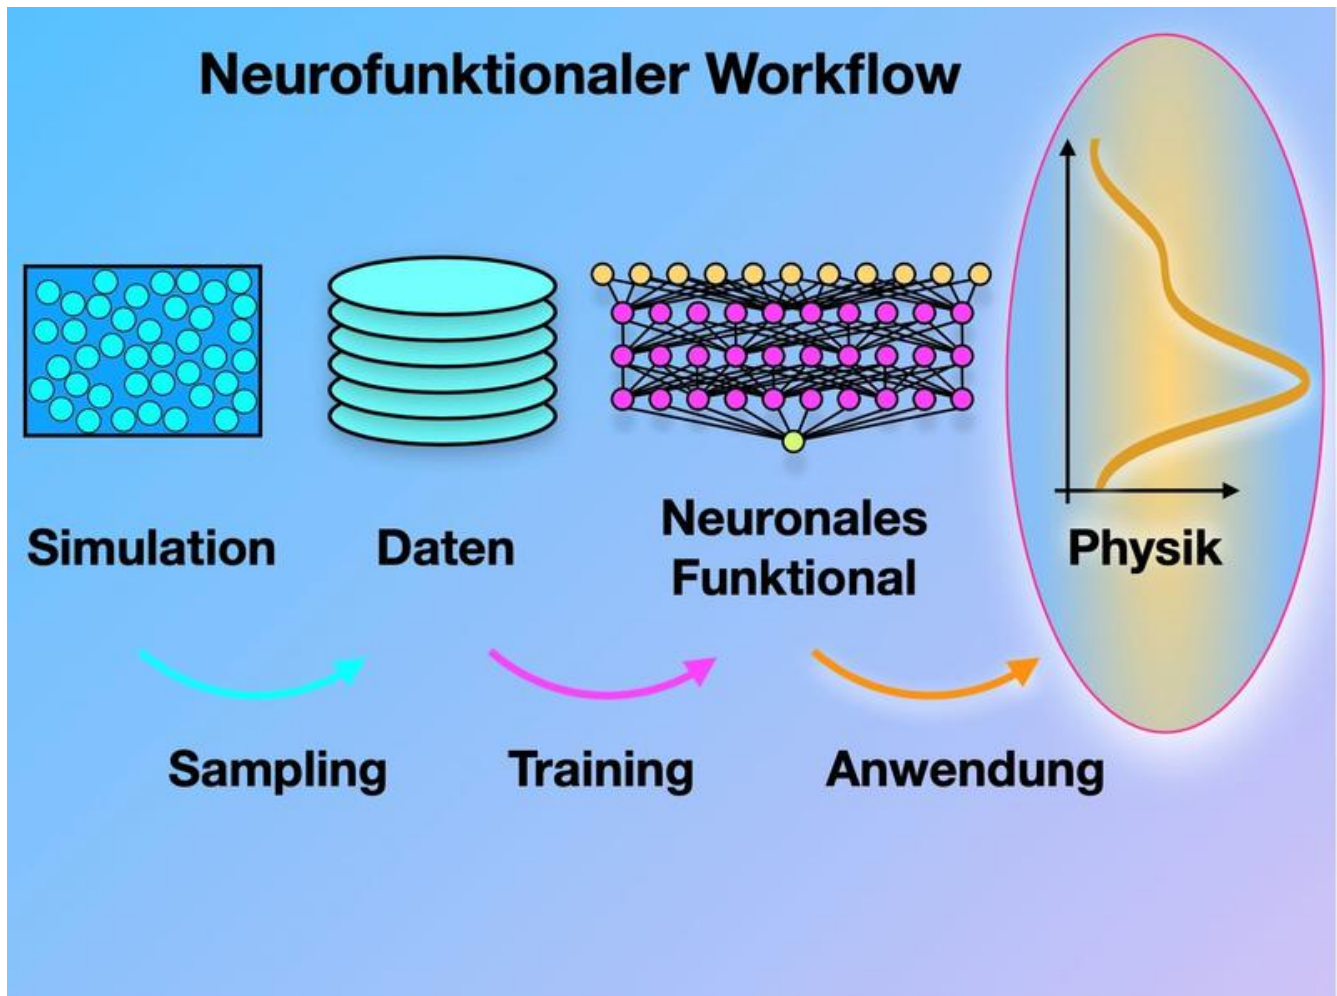 Neurofunktionaler Workflow
Simulation
Daten
Neuronales
Funktional
Physik
Sampling
Training
Anwendung